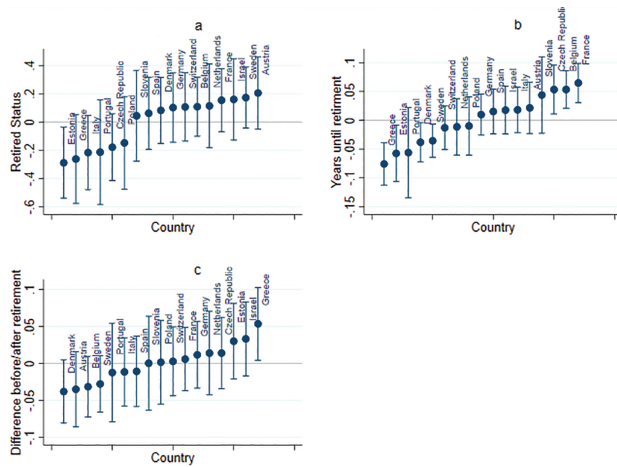 a
Retired Status
.4
.2
0
-.2
-.4
-.6
Estonia
Greece
Italy
Portugal
Czech Republic
Poland
Slovenia
Spain
Denmark
Germany
Switzerland
Belgium
Netherlands
France
Israel
Sweden
Austria
Country
b
Years until retirment
.1
.05
0
-.05
-.15
Greece
Estonia
Portugal
Denmark
Sweden
Switzerland
Netherlands
Poland
Germany
Spain
Israel
Italy
Austria
Slovenia
Czech Republic
Belgium
France
Country
c
Difference before/after retirement
.1
.05
0
-.05
-.1
Denmark
Austria
Belgium
Sweden
Portugal
Italy
Spain
Slovenia
Poland
Switzerland
France
Germany
Netherlands
Czech Republic
Estonia
Israel
Greece
Country